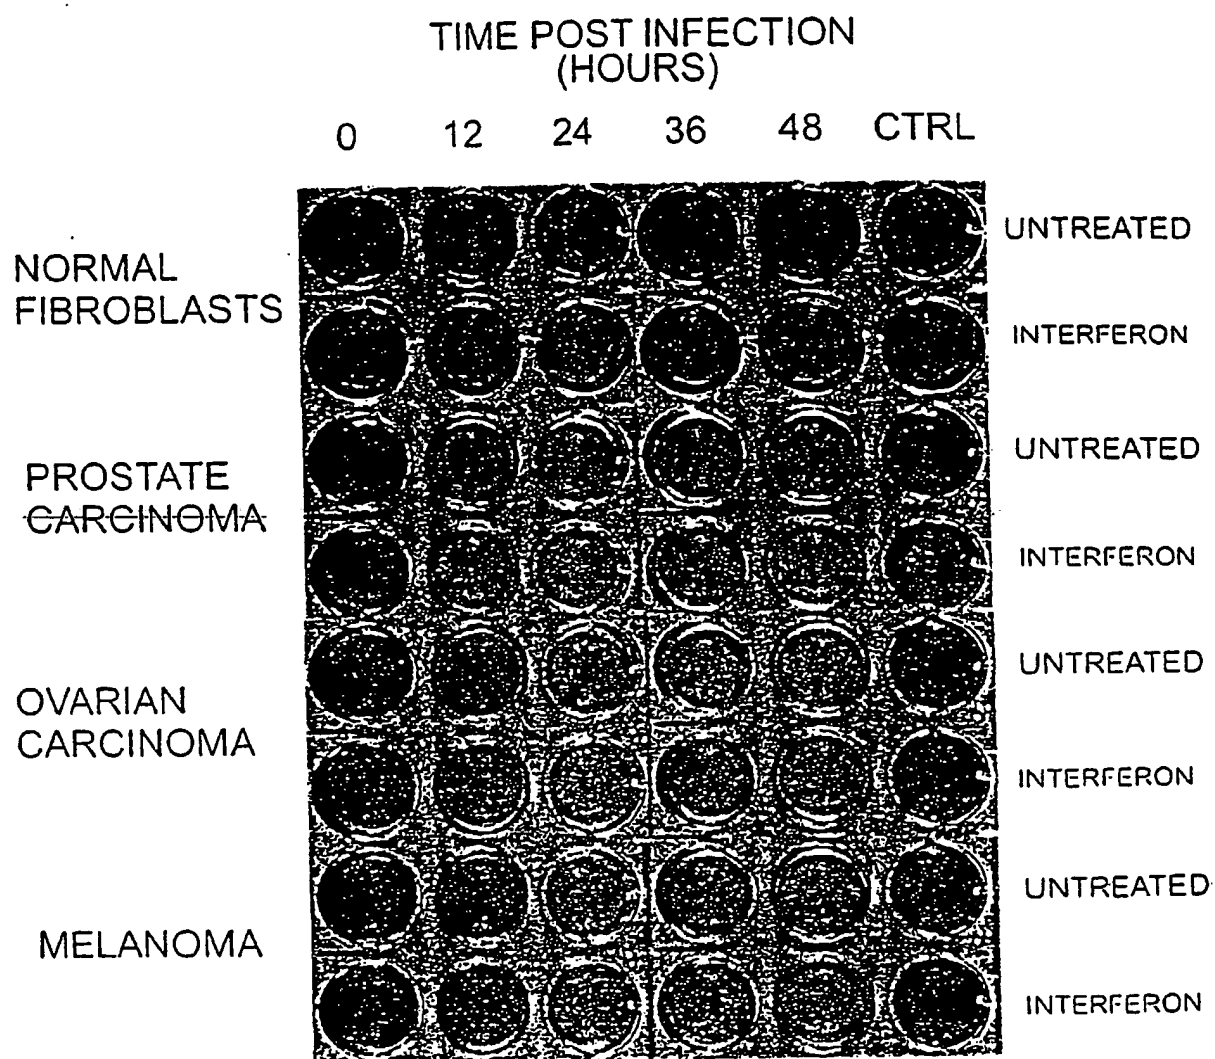 TIME POST INFECTION
(HOURS)
0 12 24 36 48 CTRL
UNTREATED
NORMAL
FIBROBLASTS
INTERFERON
UNTREATED
PROSTATE
CARCINOMA
INTERFERON
UNTREATED
OVARIAN
CARCINOMA
INTERFERON
UNTREATED
MELANOMA
INTERFERON